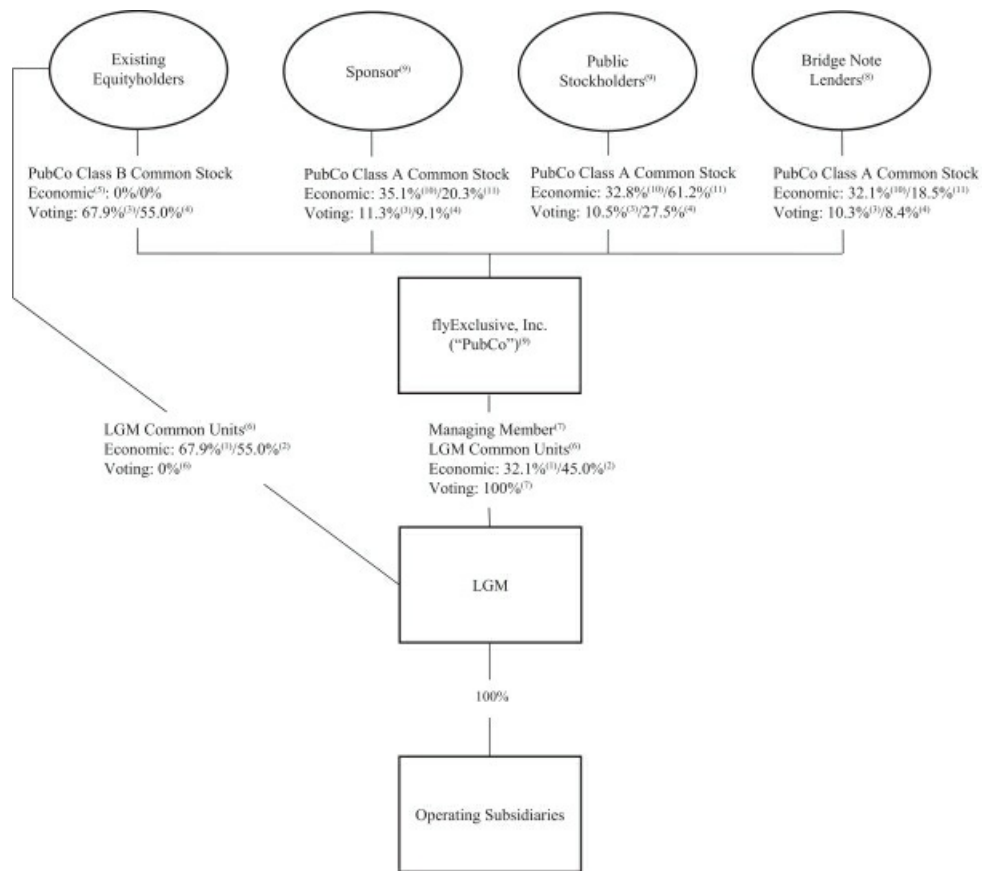 Existing
Equityholders
Sponsor(9)
Public
Stockholders(9)
Bridge Note
Lenders(8)
PubCo Class B Common Stock
Economic(5): 0%/0%
Voting: 67.9%(3)/55.0%(4)
PubCo Class A Common Stock
Economic: 35.1%(10)/20.3%(11)
Voting: 11.3%(3)/9.1%(4)
PubCo Class A Common Stock
Economic: 32.8%(10)/61.2%(11)
Voting: 10.5%(3)/27.5%(4)
PubCo Class A Common Stock
Economic: 32.1%(10)/18.5%(11)
Voting: 10.3%(3)/8.4%(4)
flyExclusive, Inc.
(“PubCo”)(9)
LGM Common Units(6)
Economic: 67.9%(1)/55.0%(2)
Voting: 0%(6)
Managing Member(7)
LGM Common Units(6)
Economic: 32.1%(1)/45.0%(2)
Voting: 100%(7)
LGM
100%
Operating Subsidiaries